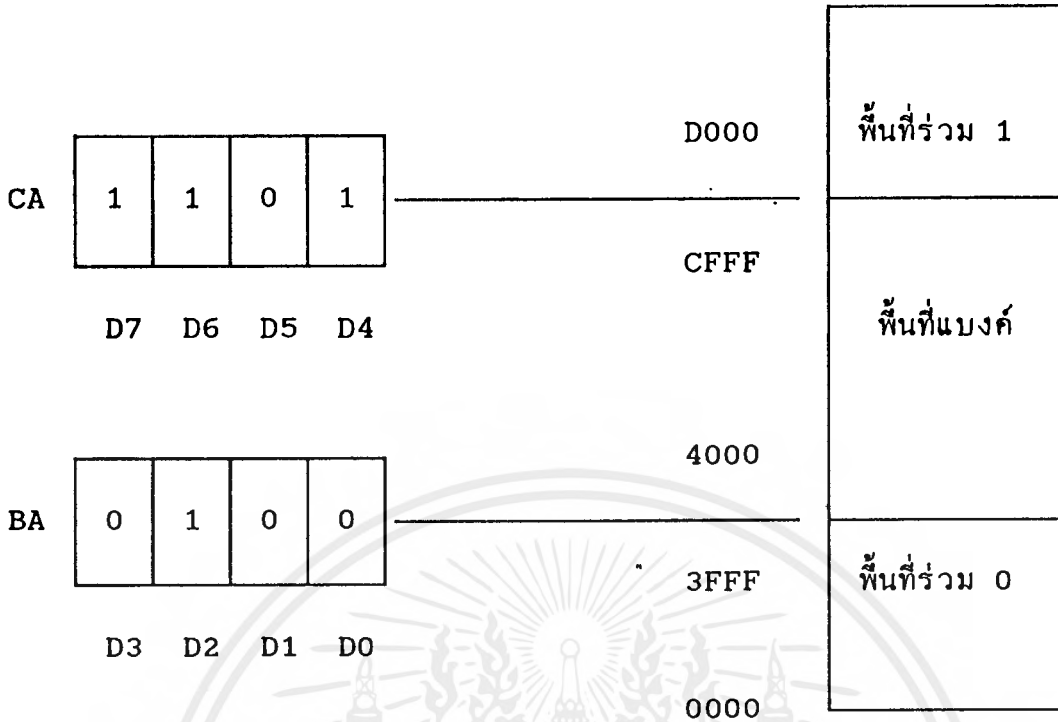 D000 พื้นที่ร่วม 1
CA 1 1 0 1
CFFF
D7 D6 D5 D4
พื้นที่แบงค์
4000
BA 0 1 0 0
3FFF พื้นที่ร่วม 0
D3 D2 D1 D0
0000